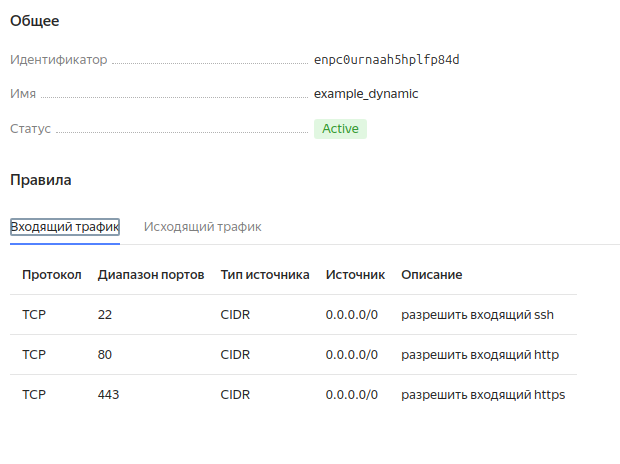 Общее
Идентификатор enpc0urnaah5hplfp84d
Имя example_dynamic
Статус Active
Правила
Входящий трафик Исходящий трафик
Протокол Диапазон портов Тип источника Источник Описание
TCP 22 CIDR 0.0.0.0/0 разрешить входящий ssh
TCP 80 CIDR 0.0.0.0/0 разрешить входящий http
TCP 443 CIDR 0.0.0.0/0 разрешить входящий https